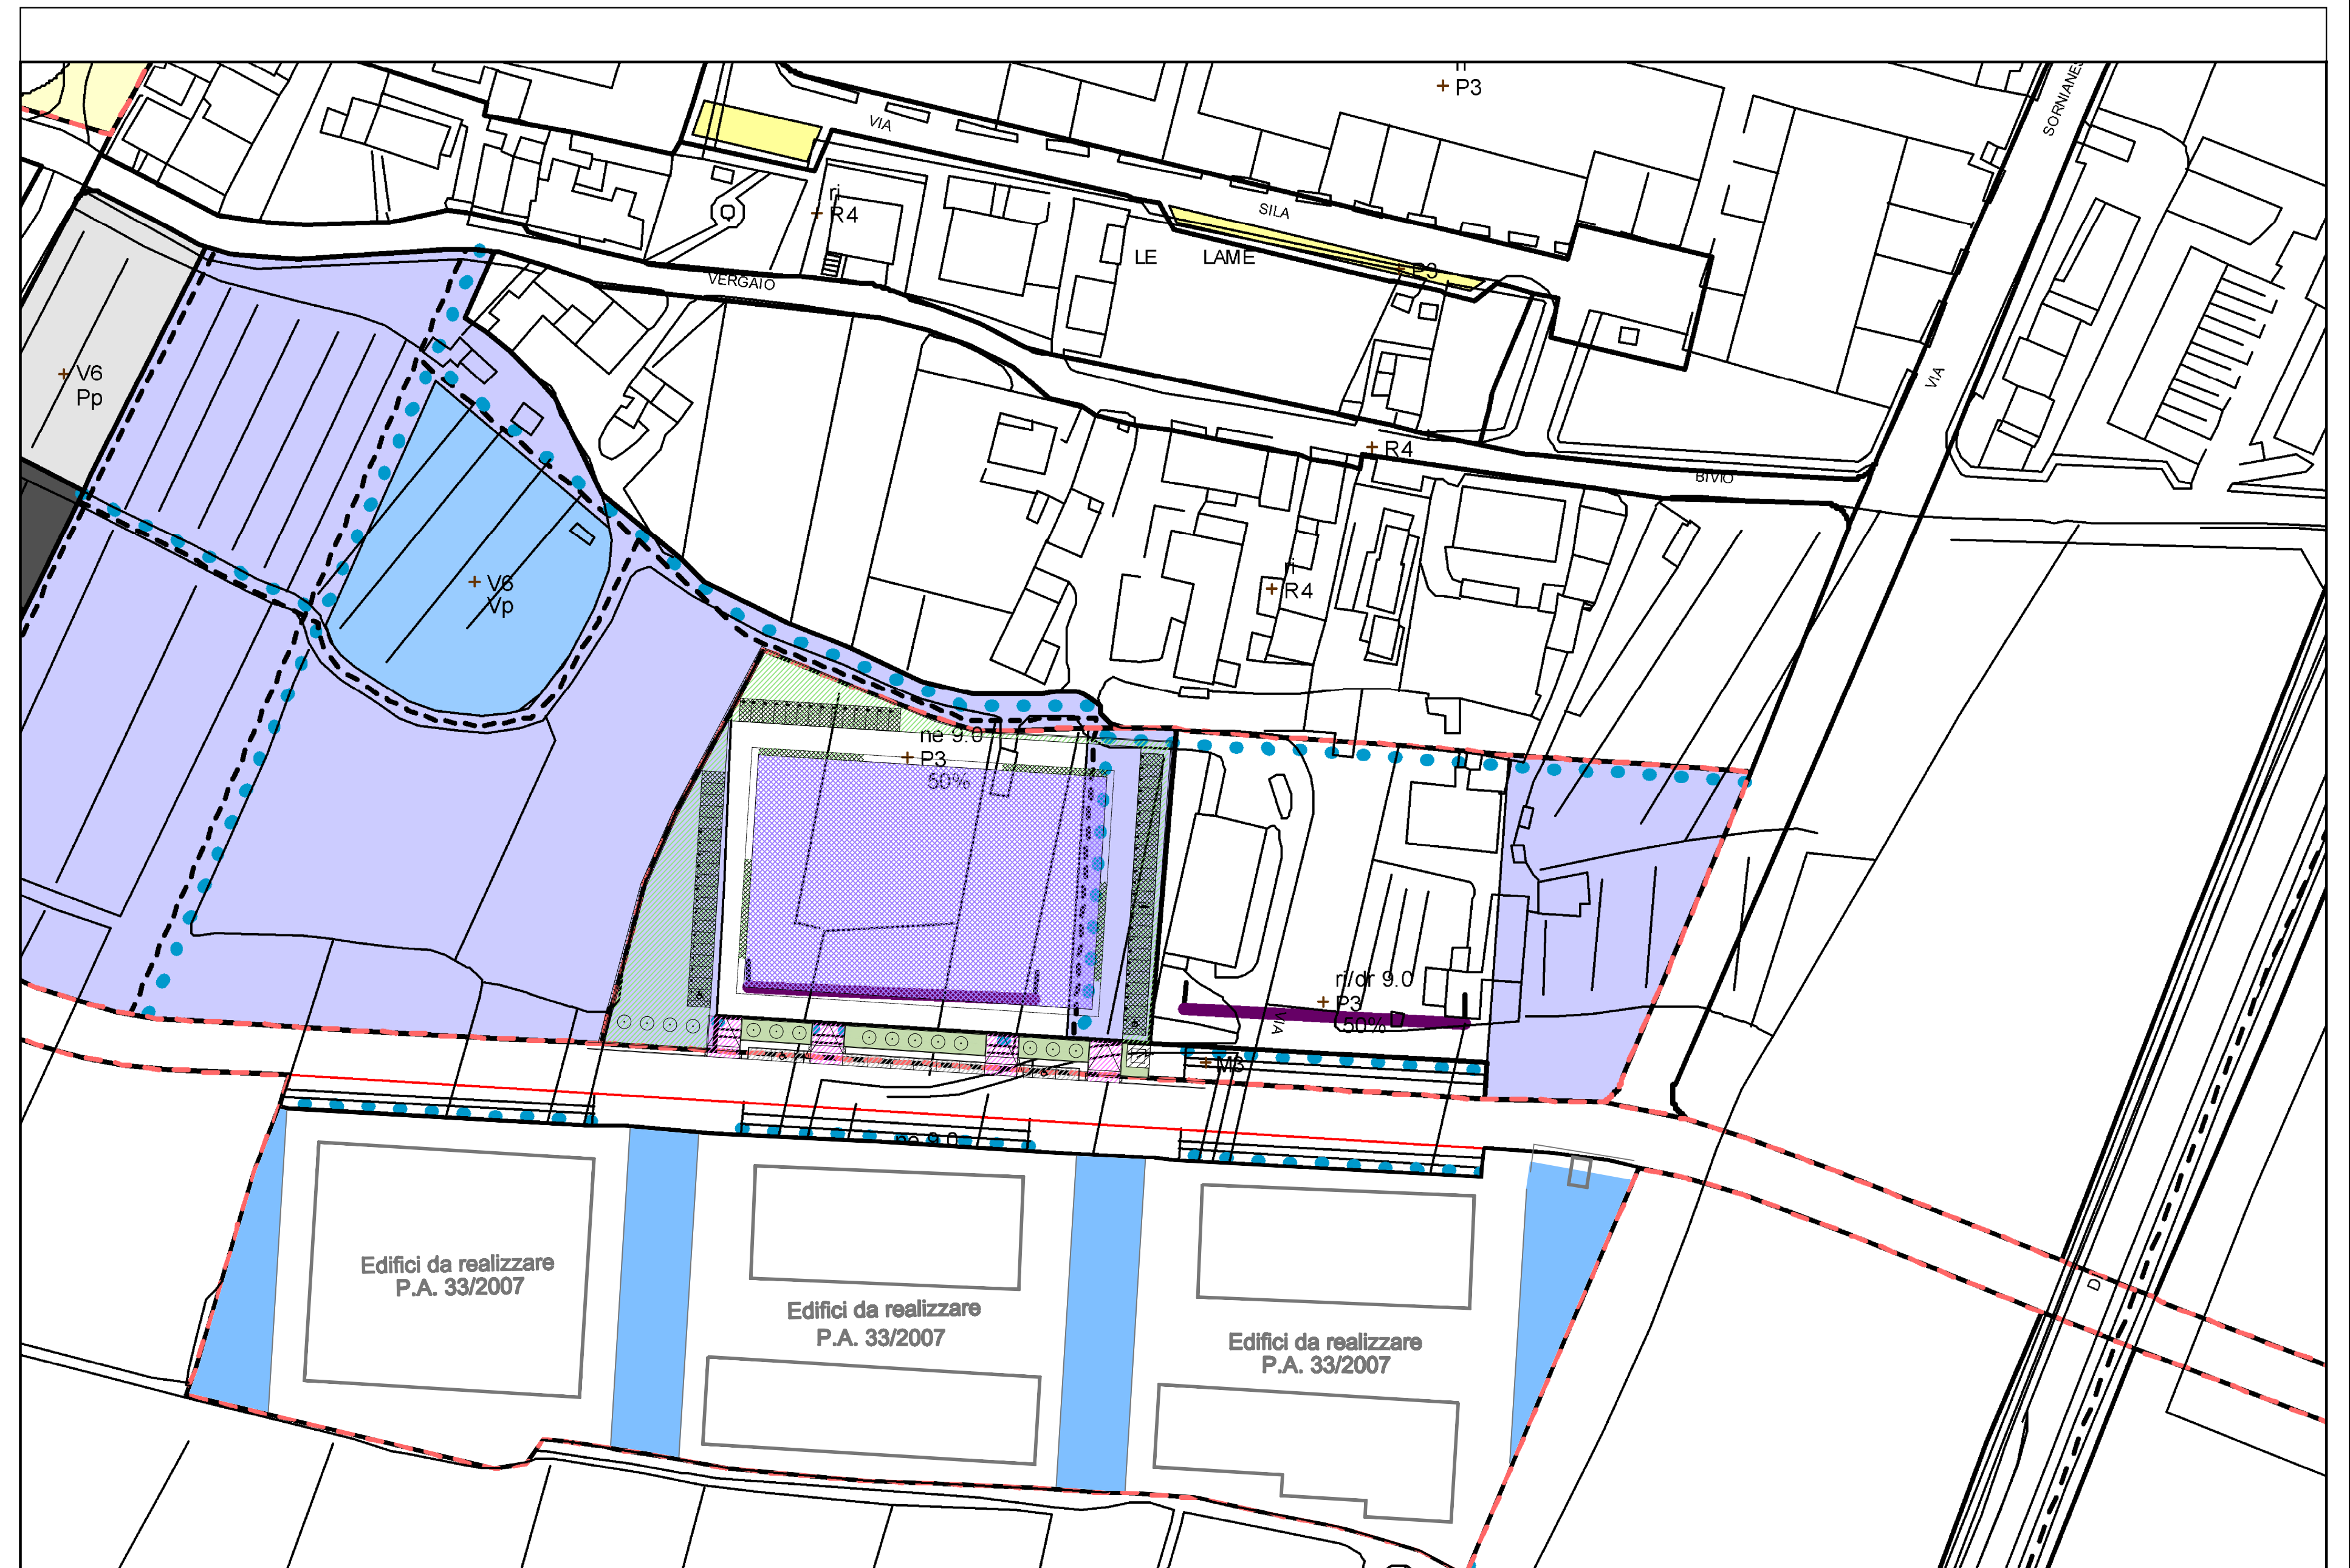 P3
SORNIANES
VIA
ri
R4
SILA
LE LAME
P3
VERGAIO
V6
Pp
VIA
R4
BIVIO
V6
Vp
ri
R4
ne 9.0
P3
50%
ri/dr 9.0
P3
50%
VIA
M3
ne 9.0
Edifici da realizzare
P.A. 33/2007
Edifici da realizzare
P.A. 33/2007
Edifici da realizzare
P.A. 33/2007
D